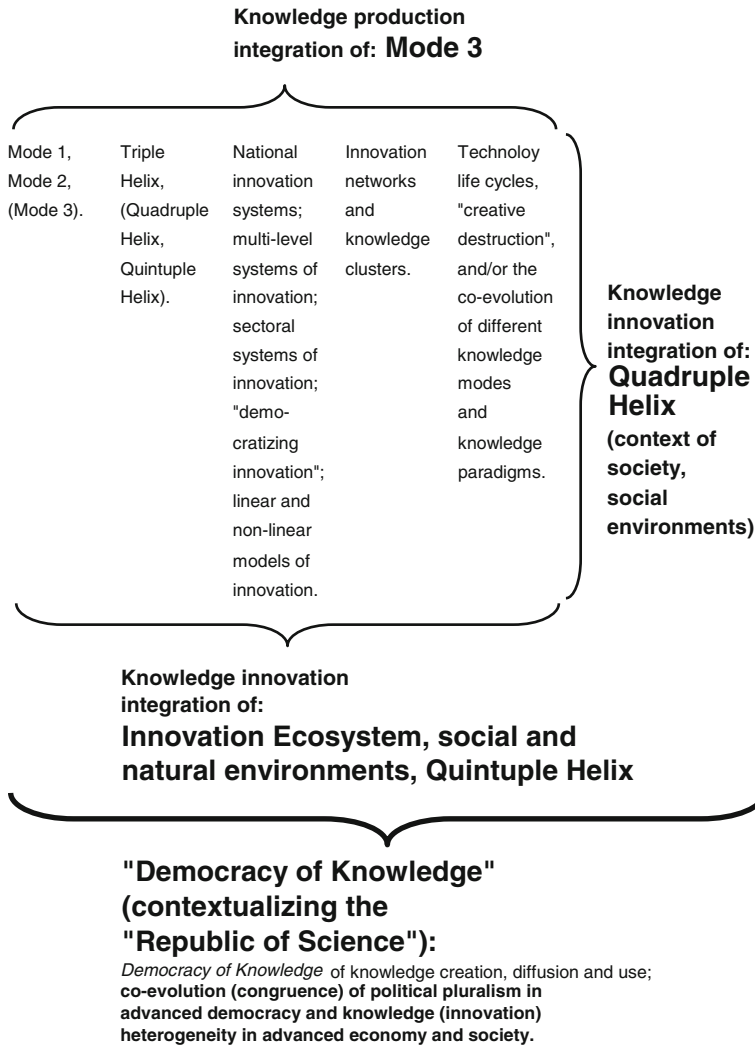 Knowledge production
integration of: Mode 3
Mode 1,
Mode 2,
(Mode 3).
Triple
Helix,
(Quadruple
Helix,
Quintuple
Helix).
National
innovation
systems;
multi-level
systems of
innovation;
sectoral
systems of
innovation;
"demo-
cratizing
innovation";
linear and
non-linear
models of
innovation.
Innovation
networks
and
knowledge
clusters.
Technoloy
life cycles,
"creative
destruction",
and/or the
co-evolution
of different
knowledge
modes
and
knowledge
paradigms.
Knowledge
innovation
integration of:
Quadruple
Helix
(context of
society,
social
environments)
Knowledge innovation
integration of:
Innovation Ecosystem, social and
natural environments, Quintuple Helix
"Democracy of Knowledge"
(contextualizing the
"Republic of Science"):
Democracy of Knowledge of knowledge creation, diffusion and use;
co-evolution (congruence) of political pluralism in
advanced democracy and knowledge (innovation)
heterogeneity in advanced economy and society.